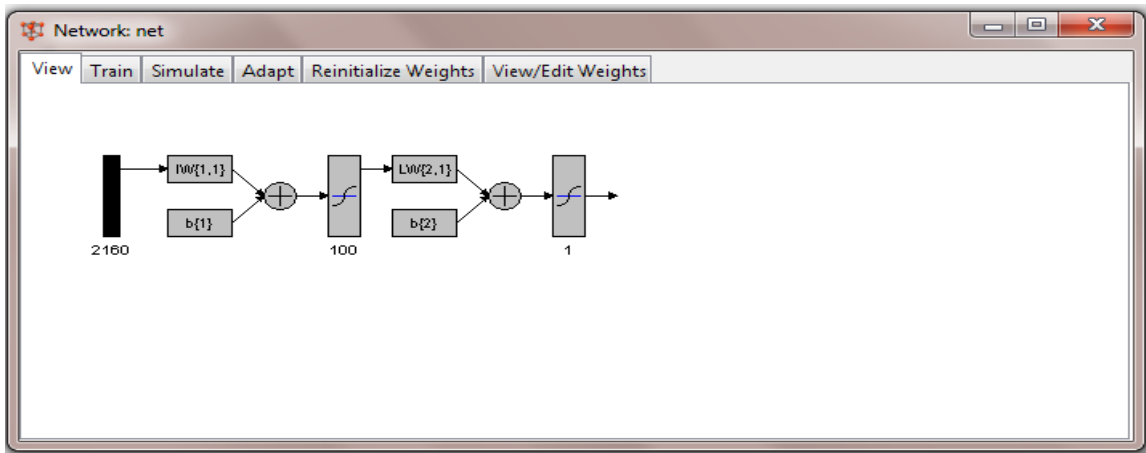 Network: net
View Train Simulate Adapt Reinitialize Weights View/Edit Weights
IW{1,1} LW{2,1}
b{1} b{2}
2160 100 1